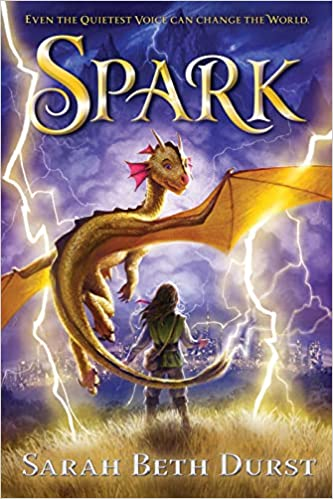 EVEN THE QUIETEST VOICE CAN CHANGE THE WORLD.
SPARK
SARAH BETH DURST